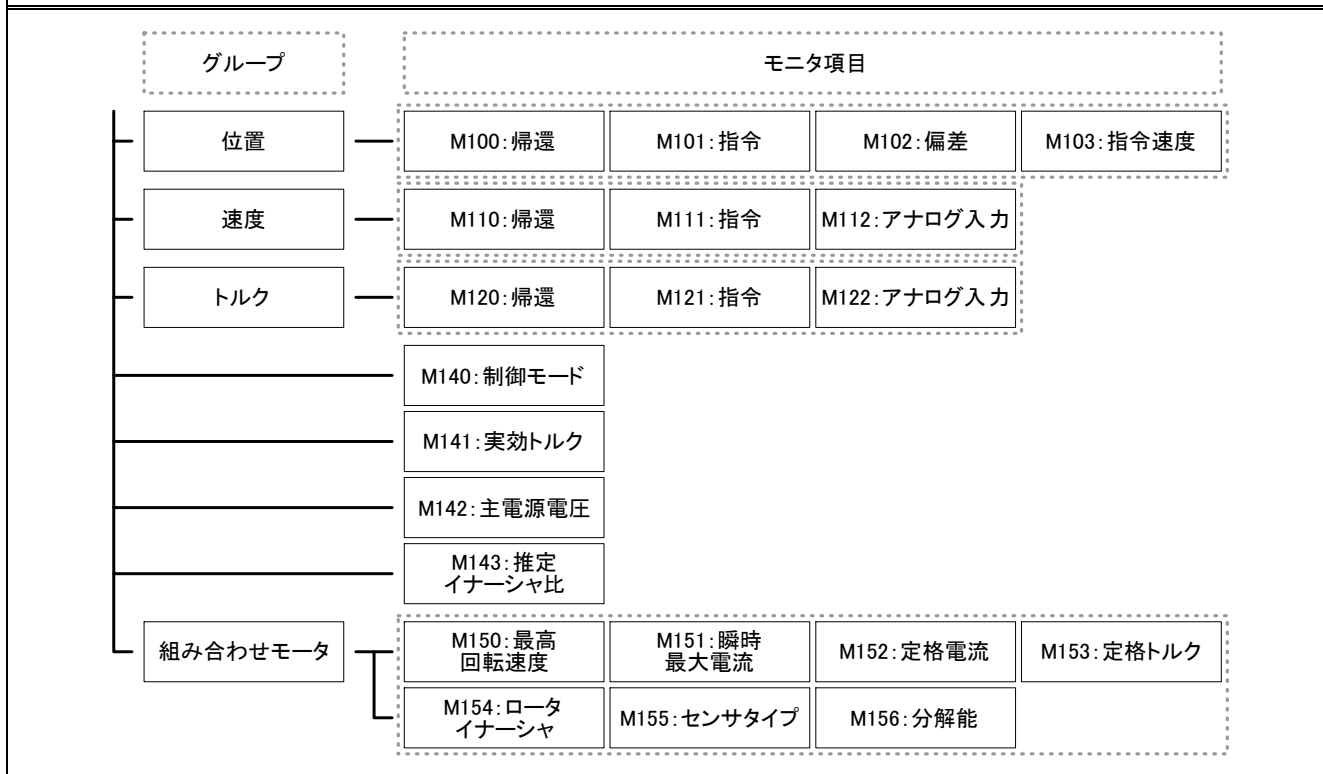 グループ モニタ項目
位置 M100:帰還 M101:指令 M102:偏差 M103:指令速度
速度 M110:帰還 M111:指令 M112:アナログ入力
トルク M120:帰還 M121:指令 M122:アナログ入力
M140:制御モード
M141:実効トルク
M142:主電源電圧
M143:推定
イナーシャ比
組み合わせモータ
M150:最高
回転速度
M151:瞬時
最大電流
M152:定格電流
M153:定格トルク
M154:ロータ
イナーシャ
M155:センサタイプ
M156:分解能